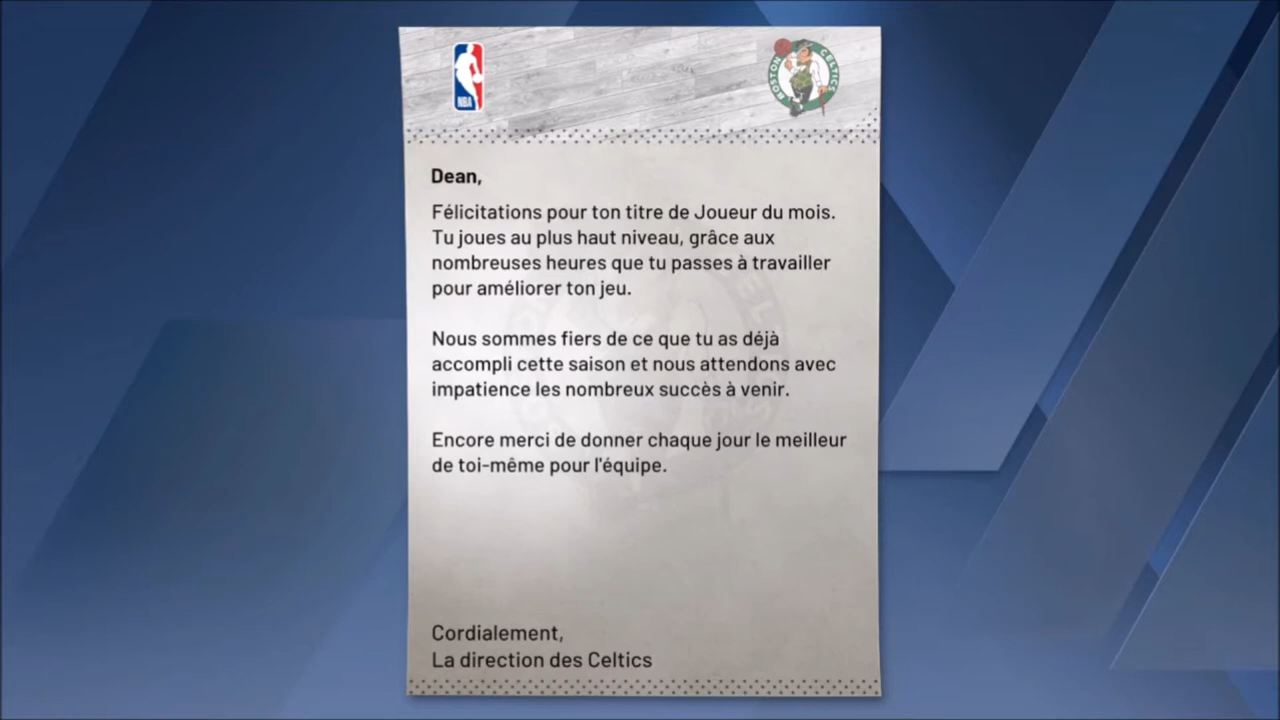 NBA
BOSTON CELTICS
Dean,
Félicitations pour ton titre de Joueur du mois.
Tu joues au plus haut niveau, grâce aux
nombreuses heures que tu passes à travailler
pour améliorer ton jeu.
Nous sommes fiers de ce que tu as déjà
accompli cette saison et nous attendons avec
impatience les nombreux succès à venir.
Encore merci de donner chaque jour le meilleur
de toi-même pour l'équipe.
Cordialement,
La direction des Celtics